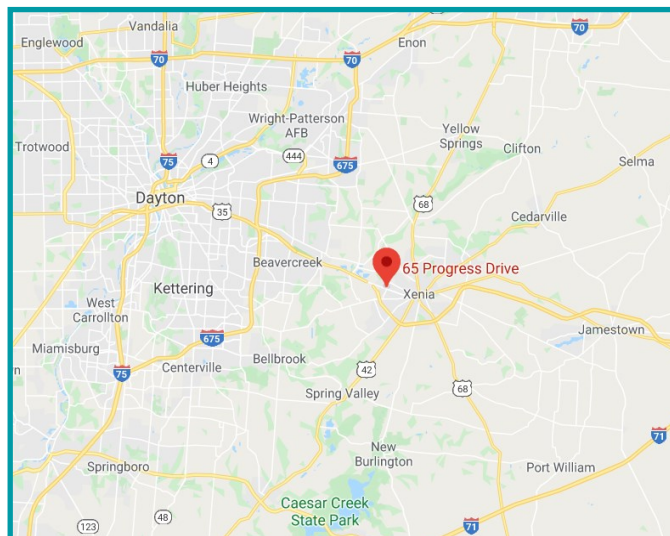 Vandalia
70
Englewood
70
Enon
70
Huber Heights
Wright-Patterson
AFB
Trotwood
75
4
444
675
Yellow
Springs
Clifton
Selma
Dayton
35
68
Cedarville
Beavercreek
65 Progress Drive
Kettering
Xenia
West
Carrollton
675
Jamestown
Miamisburg
75
Centerville
Bellbrook
42
68
Spring Valley
71
New
Burlington
Springboro
Port William
Caesar Creek
State Park
48
123
71